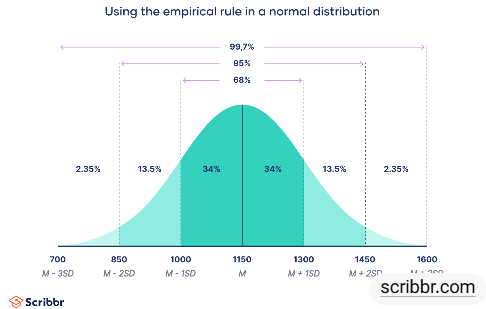 Using the empirical rule in a normal distribution
99,7%
95%
68%
2.35% 13.5% 34% 34% 13.5% 2.35%
700 850 1000 1150 1300 1450 1600
M − 3SD M − 2SD M − 1SD M M + 1SD M + 2SD
Scribbr
scribbr.com